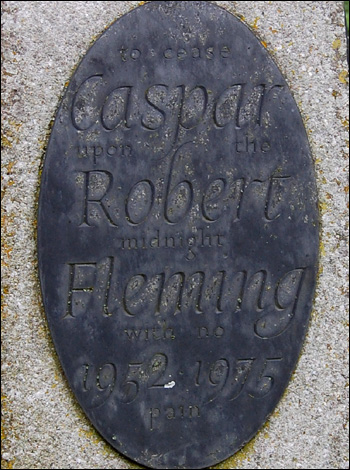 to cease
Caspar
upon the
Robert
midnight
Fleming
with no
1952 · 1975
pain